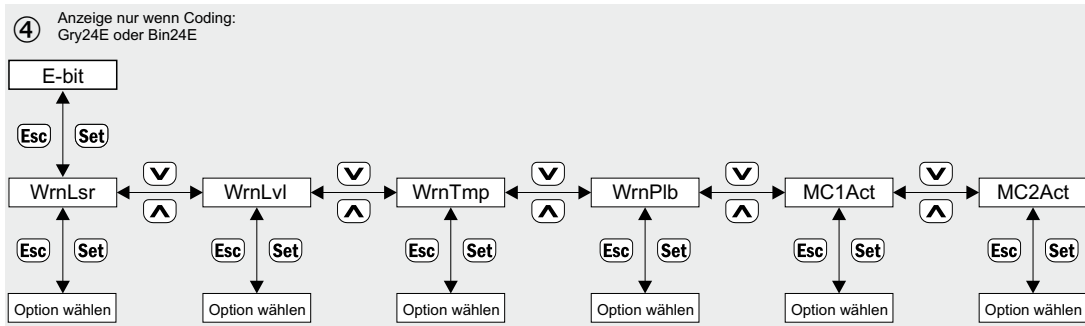 ④ Anzeige nur wenn Coding:
Gry24E oder Bin24E
E-bit
Esc Set
WrnLsr WrnLvl WrnTmp WrnPlb MC1Act MC2Act
Esc Set Esc Set Esc Set Esc Set Esc Set Esc Set
Option wählen Option wählen Option wählen Option wählen Option wählen Option wählen